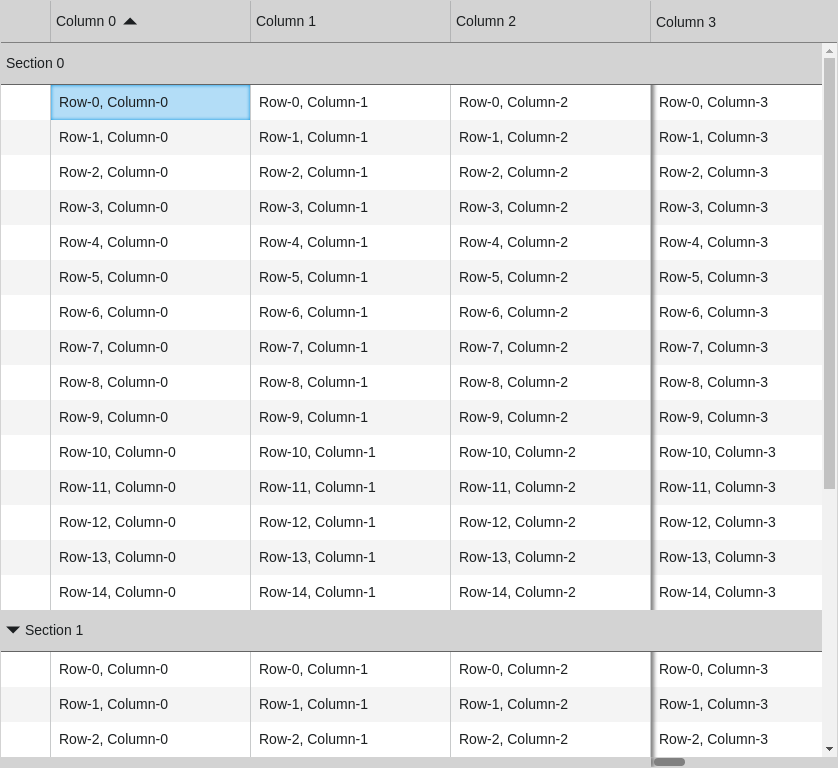 Column 0 Column 1 Column 2 Column 3
Section 0
Row-0, Column-0 Row-0, Column-1 Row-0, Column-2 Row-0, Column-3
Row-1, Column-0 Row-1, Column-1 Row-1, Column-2 Row-1, Column-3
Row-2, Column-0 Row-2, Column-1 Row-2, Column-2 Row-2, Column-3
Row-3, Column-0 Row-3, Column-1 Row-3, Column-2 Row-3, Column-3
Row-4, Column-0 Row-4, Column-1 Row-4, Column-2 Row-4, Column-3
Row-5, Column-0 Row-5, Column-1 Row-5, Column-2 Row-5, Column-3
Row-6, Column-0 Row-6, Column-1 Row-6, Column-2 Row-6, Column-3
Row-7, Column-0 Row-7, Column-1 Row-7, Column-2 Row-7, Column-3
Row-8, Column-0 Row-8, Column-1 Row-8, Column-2 Row-8, Column-3
Row-9, Column-0 Row-9, Column-1 Row-9, Column-2 Row-9, Column-3
Row-10, Column-0 Row-10, Column-1 Row-10, Column-2 Row-10, Column-3
Row-11, Column-0 Row-11, Column-1 Row-11, Column-2 Row-11, Column-3
Row-12, Column-0 Row-12, Column-1 Row-12, Column-2 Row-12, Column-3
Row-13, Column-0 Row-13, Column-1 Row-13, Column-2 Row-13, Column-3
Row-14, Column-0 Row-14, Column-1 Row-14, Column-2 Row-14, Column-3
Section 1
Row-0, Column-0 Row-0, Column-1 Row-0, Column-2 Row-0, Column-3
Row-1, Column-0 Row-1, Column-1 Row-1, Column-2 Row-1, Column-3
Row-2, Column-0 Row-2, Column-1 Row-2, Column-2 Row-2, Column-3